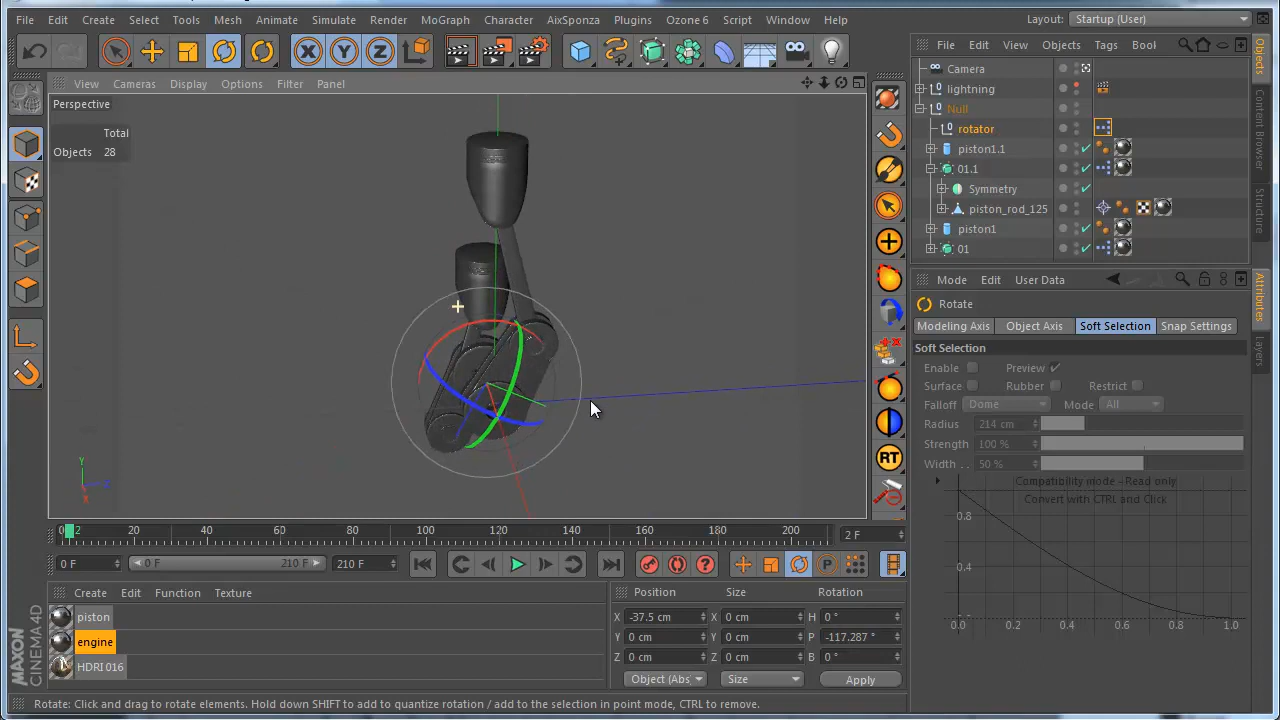 File Edit Create Select Tools Mesh Animate Simulate Render MoGraph Character AixSponza Plugins Ozone 6 Script Window Help Layout: Startup (User)
X Y Z
View Cameras Display Options Filter Panel
Perspective
Total
Objects 28
RT
Y
Z
X
File Edit View Objects Tags Bool
Camera
lightning
Null
rotator
piston1.1
01.1
Symmetry
piston_rod_125
piston1
01
Objects
Content Browser
Structure
Mode Edit User Data
Rotate
Modeling Axis Object Axis Soft Selection Snap Settings
Soft Selection
Enable Preview
Surface Rubber Restrict
Falloff Dome Mode All
Radius 214 cm
Strength 100 %
Width . . 50 %
Compatibility mode - Read only
Convert with CTRL and Click
0.8
0.4
0.0 0.2 0.4 0.6 0.8 1.0
Attributes
Layers
0 2 20 40 60 80 100 120 140 160 180 200 2 F
0 F 0 F 210 F 210 F
P
Create Edit Function Texture
piston
engine
HDRI 016
Position Size Rotation
X -37.5 cm X 0 cm H 0 °
Y 0 cm Y 0 cm P -117.287 °
Z 0 cm Z 0 cm B 0 °
Object (Abs) Size Apply
MAXON
CINEMA 4D
Rotate: Click and drag to rotate elements. Hold down SHIFT to add to quantize rotation / add to the selection in point mode, CTRL to remove.